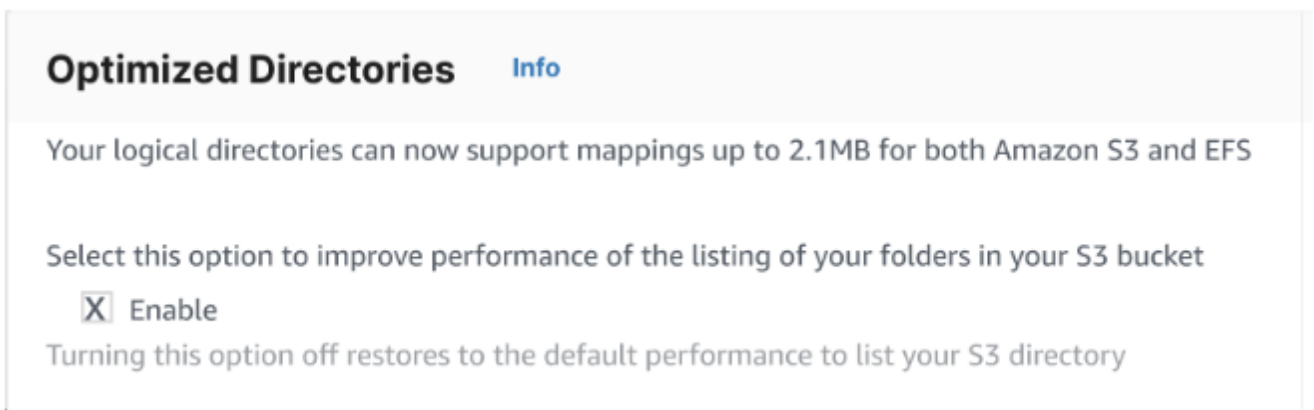 Optimized Directories Info
Your logical directories can now support mappings up to 2.1MB for both Amazon S3 and EFS
Select this option to improve performance of the listing of your folders in your S3 bucket
X Enable
Turning this option off restores to the default performance to list your S3 directory